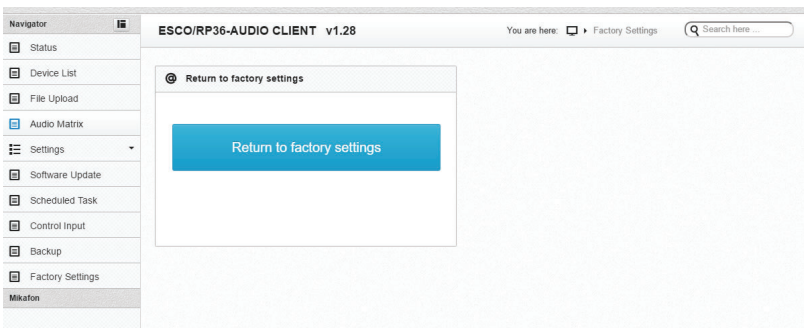 Navigator
Status
Device List
File Upload
Audio Matrix
Settings
Software Update
Scheduled Task
Control Input
Backup
Factory Settings
Mikafon
ESCO/RP36-AUDIO CLIENT v1.28
You are here: Factory Settings
Search here ...
@ Return to factory settings
Return to factory settings